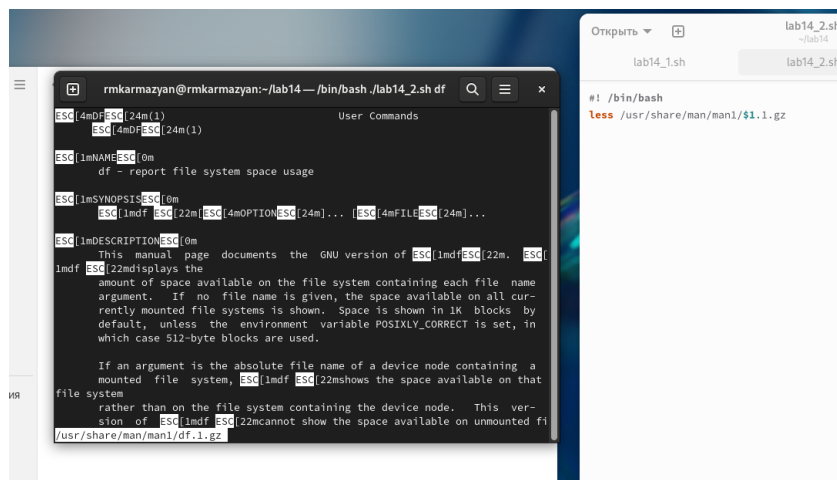 rmkarmazyan@rmkarmazyan:~/lab14 — /bin/bash ./lab14_2.sh df
ESC[4mDFESC[24m(1) User Commands
ESC[4mDFESC[24m(1)
ESC[1mNAMEESC[0m
df - report file system space usage
ESC[1mSYNOPSISESC[0m
ESC[1mdf ESC[22m[ESC[4mOPTIONESC[24m]... [ESC[4mFILEESC[24m]...
ESC[1mDESCRIPTIONESC[0m
This manual page documents the GNU version of ESC[1mdfESC[22m. ESC[
1mdf ESC[22mdisplays the
amount of space available on the file system containing each file name
argument. If no file name is given, the space available on all cur-
rently mounted file systems is shown. Space is shown in 1K blocks by
default, unless the environment variable POSIXLY_CORRECT is set, in
which case 512-byte blocks are used.
If an argument is the absolute file name of a device node containing a
mounted file system, ESC[1mdf ESC[22mshows the space available on that
file system
rather than on the file system containing the device node. This ver-
sion of ESC[1mdf ESC[22mcannot show the space available on unmounted fi
/usr/share/man/man1/df.1.gz
ия
Открыть
lab14_2.sh
~/lab14
lab14_1.sh lab14_2.sh
#! /bin/bash
less /usr/share/man/man1/$1.1.gz